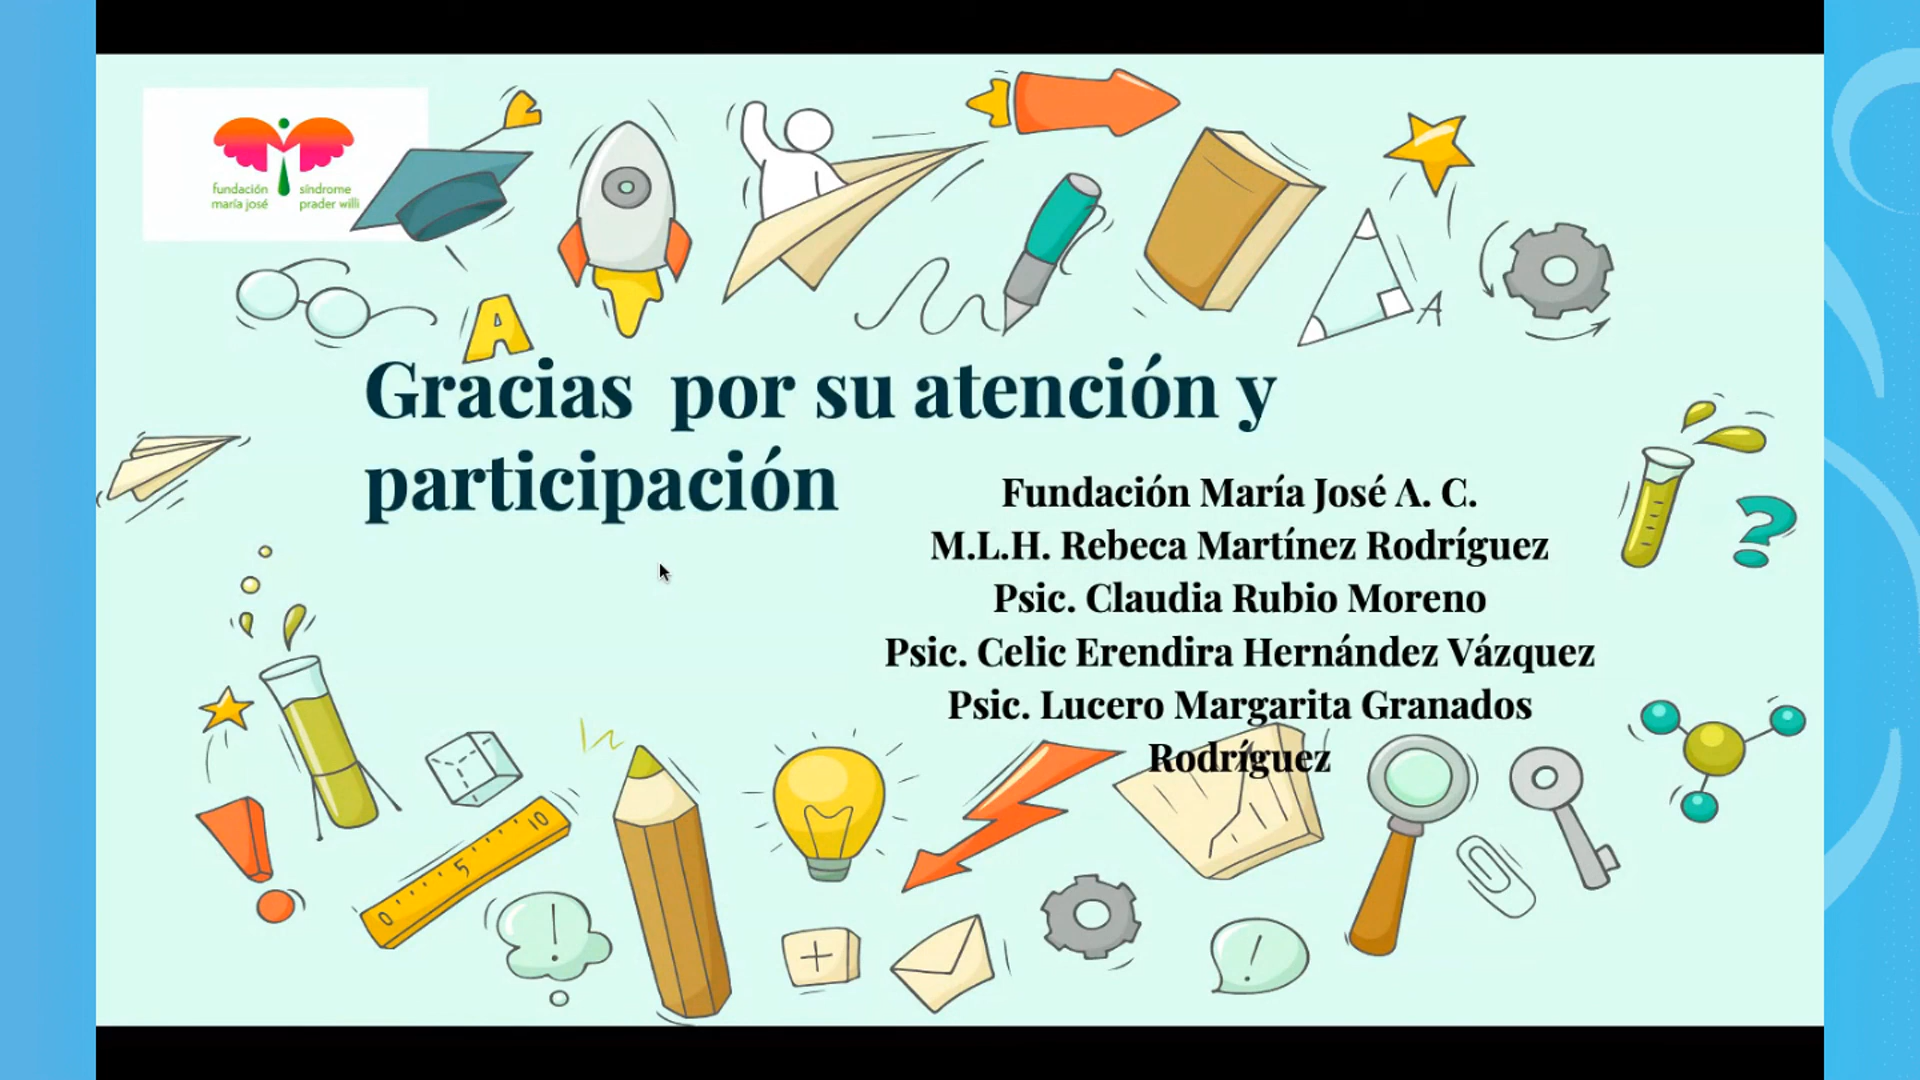 fundación síndrome
maría josé prader willi
A
A
Gracias por su atención y
participación
Fundación María José A. C.
M.L.H. Rebeca Martínez Rodríguez
Psic. Claudia Rubio Moreno
Psic. Celic Erendira Hernández Vázquez
Psic. Lucero Margarita Granados
Rodríguez
?
!
0 5 10
!
+
!